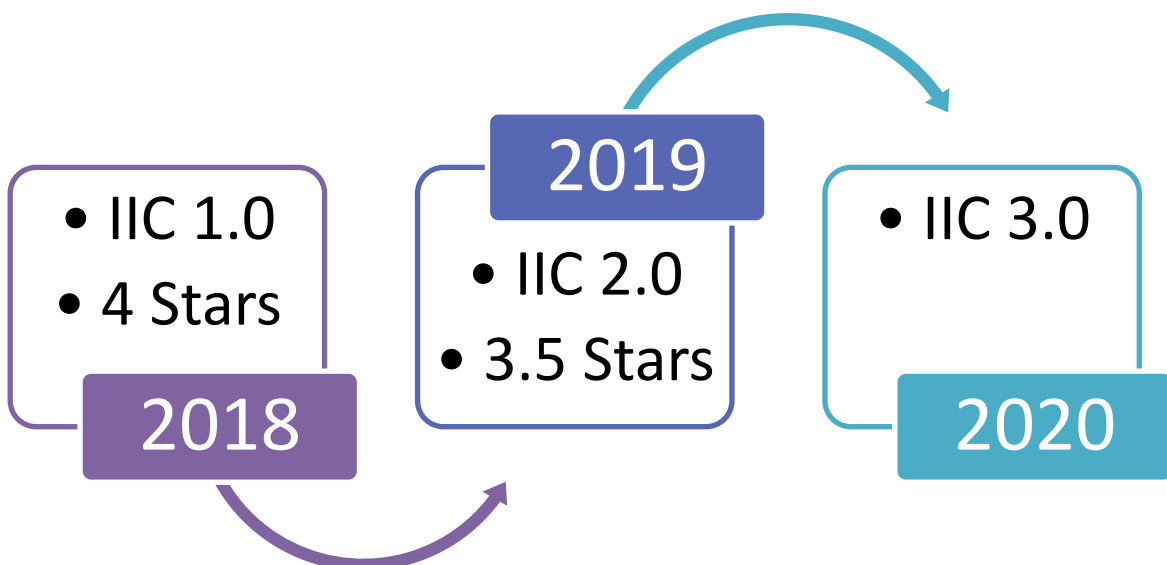 • IIC 1.0
• 4 Stars
2018
2019
• IIC 2.0
• 3.5 Stars
• IIC 3.0
2020